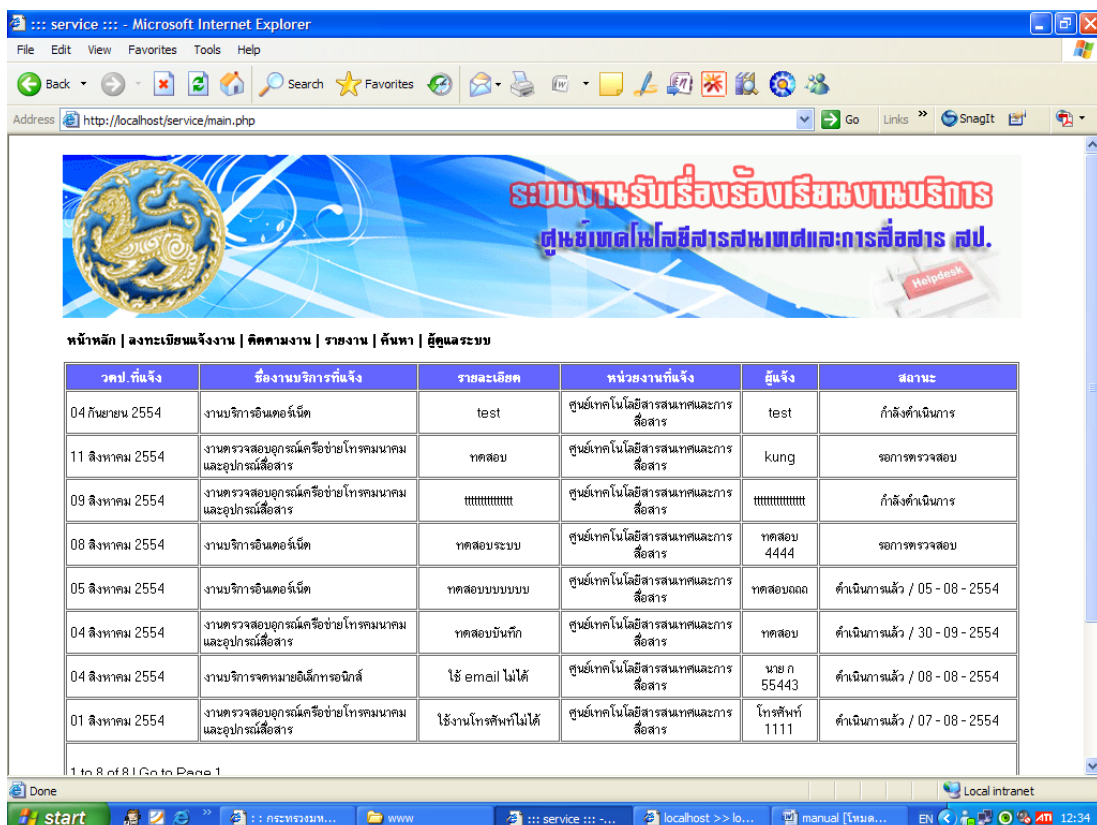 ::: service ::: - Microsoft Internet Explorer
File Edit View Favorites Tools Help
Back Search Favorites
Address http://localhost/service/main.php Go Links » SnagIt
ระบบงานรับเรื่องร้องเรียนงานบริการ
ศูนย์เทคโนโลยีสารสนเทศและการสื่อสาร สป.
Helpdesk
หน้าหลัก | ลงทะเบียนแจ้งงาน | ติดตามงาน | รายงาน | ค้นหา | ผู้ดูแลระบบ
วดป.ที่แจ้ง ชื่องานบริการที่แจ้ง รายละเอียด หน่วยงานที่แจ้ง ผู้แจ้ง สถานะ
04 กันยายน 2554 งานบริการอินเตอร์เน็ต test ศูนย์เทคโนโลยีสารสนเทศและการ
สื่อสาร test กำลังดำเนินการ
11 สิงหาคม 2554 งานตรวจสอบอุกรณ์เครือข่ายโทรคมนาคม
และอุปกรณ์สื่อสาร ทดสอบ ศูนย์เทคโนโลยีสารสนเทศและการ
สื่อสาร kung รอการตรวจสอบ
09 สิงหาคม 2554 งานตรวจสอบอุกรณ์เครือข่ายโทรคมนาคม
และอุปกรณ์สื่อสาร ศูนย์เทคโนโลยีสารสนเทศและการ
สื่อสาร กำลังดำเนินการ
08 สิงหาคม 2554 งานบริการอินเตอร์เน็ต ทดสอบระบบ ศูนย์เทคโนโลยีสารสนเทศและการ
สื่อสาร ทดสอบ
4444 รอการตรวจสอบ
05 สิงหาคม 2554 งานบริการอินเตอร์เน็ต ทดสอบบบบบบบ ศูนย์เทคโนโลยีสารสนเทศและการ
สื่อสาร ทดสอบถถถ ดำเนินการแล้ว / 05 - 08 - 2554
04 สิงหาคม 2554 งานตรวจสอบอุกรณ์เครือข่ายโทรคมนาคม
และอุปกรณ์สื่อสาร ทดสอบบันทึก ศูนย์เทคโนโลยีสารสนเทศและการ
สื่อสาร ทดสอบ ดำเนินการแล้ว / 30 - 09 - 2554
04 สิงหาคม 2554 งานบริการจดหมายอิเล็กทรอนิกส์ ใช้ email ไม่ได้ ศูนย์เทคโนโลยีสารสนเทศและการ
สื่อสาร นาย ก
55443 ดำเนินการแล้ว / 08 - 08 - 2554
01 สิงหาคม 2554 งานตรวจสอบอุกรณ์เครือข่ายโทรคมนาคม
และอุปกรณ์สื่อสาร ใช้งานโทรศัพท์ไม่ได้ ศูนย์เทคโนโลยีสารสนเทศและการ
สื่อสาร โทรศัพท์
1111 ดำเนินการแล้ว / 07 - 08 - 2554
1 to 8 of 8 | Go to Page 1
Done Local intranet
start » : : กระทรวงมห... www ::: service ::: -... localhost >> lo... manual [โหมด... EN ATI 12:34